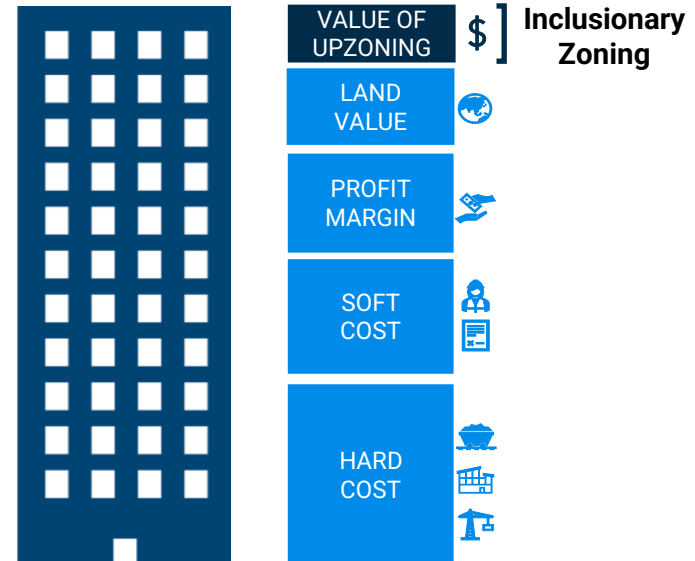 VALUE OF
UPZONING
$
Inclusionary
Zoning
LAND
VALUE
PROFIT
MARGIN
SOFT
COST
HARD
COST